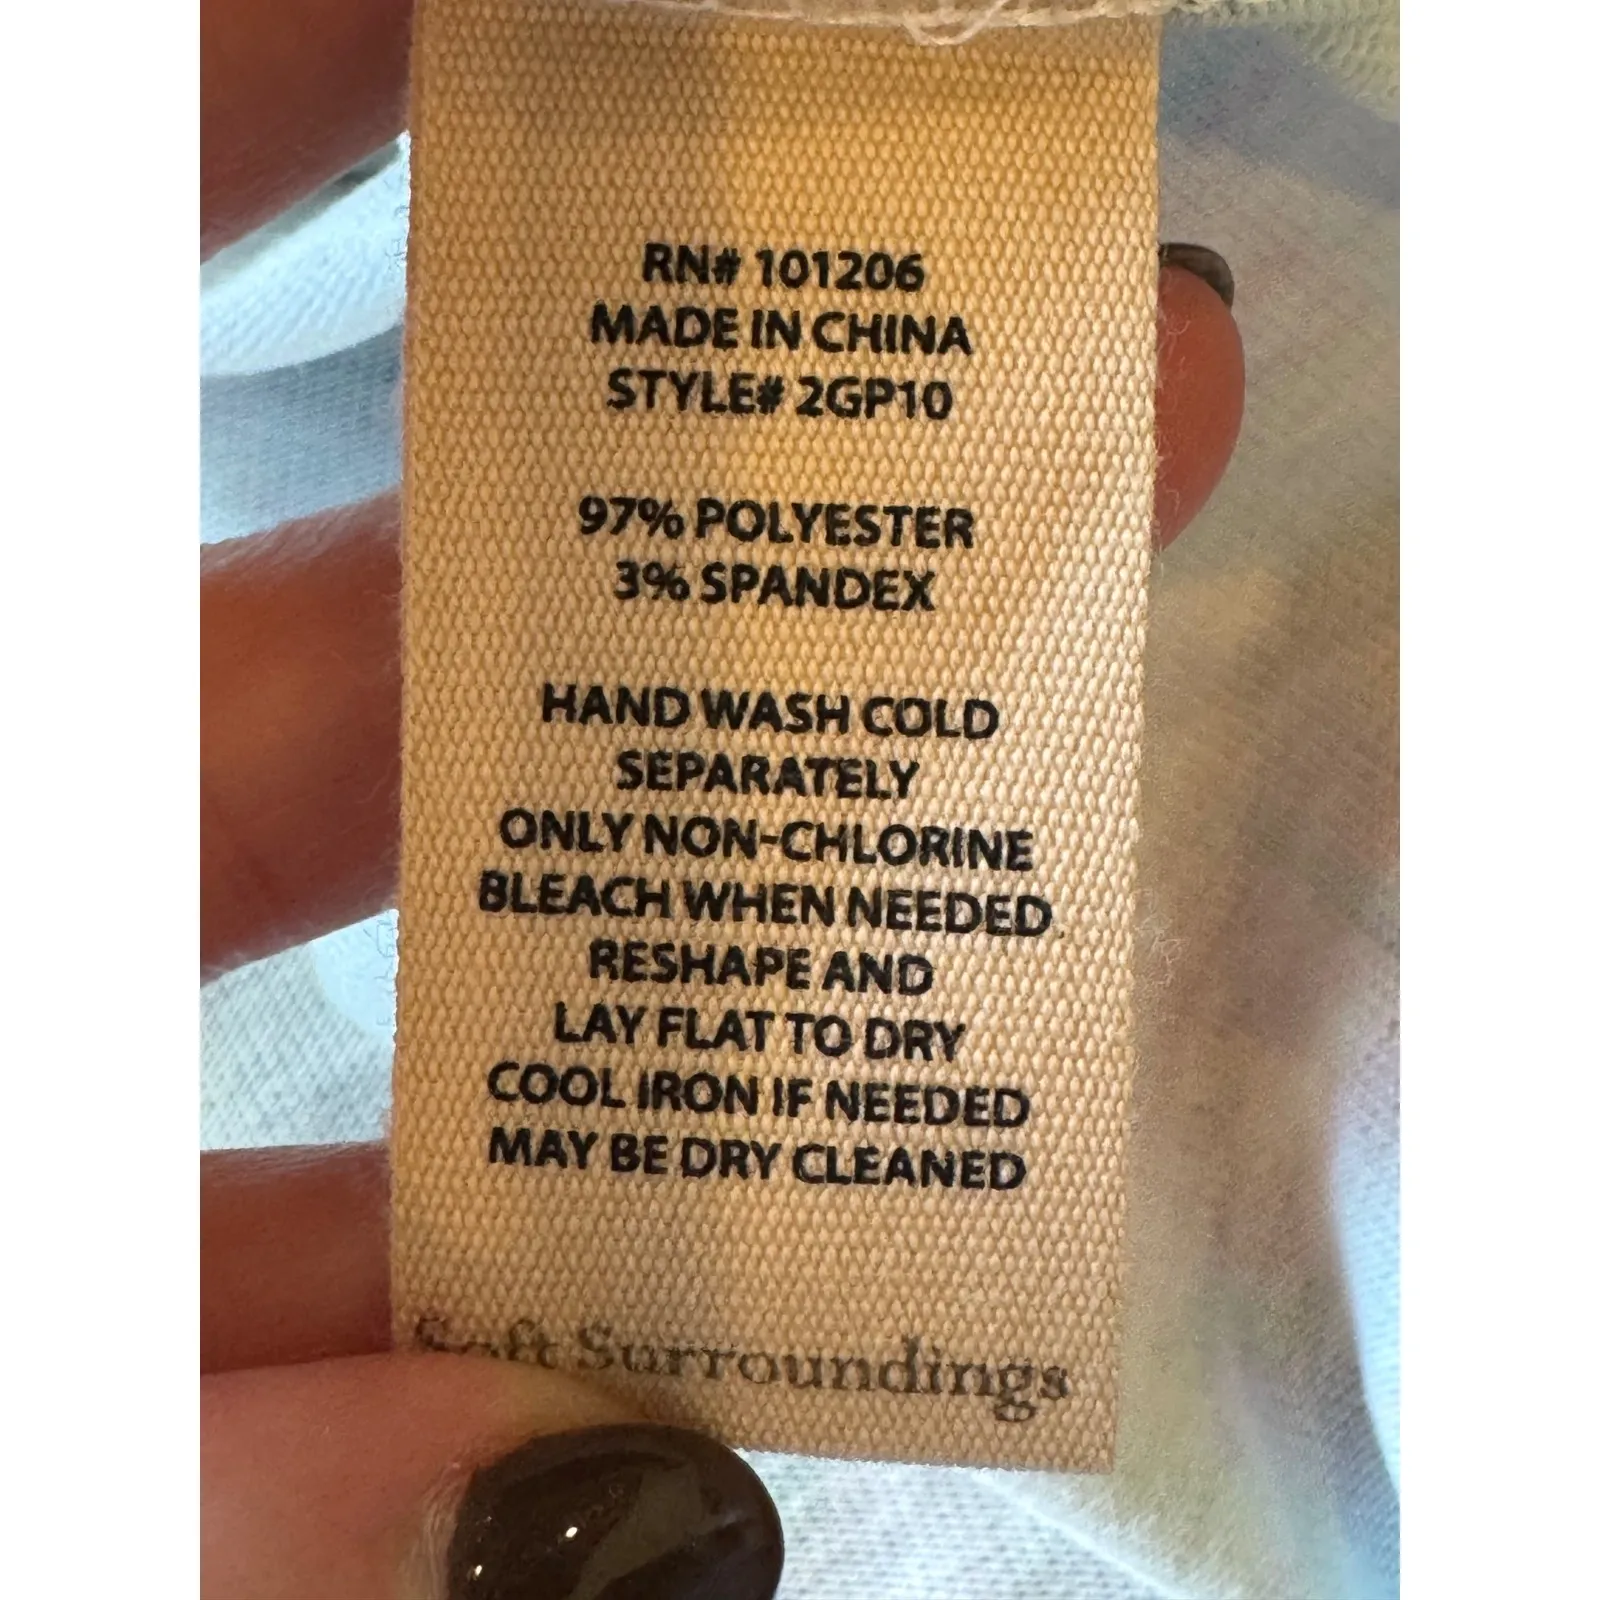 RN# 101206
MADE IN CHINA
STYLE# 2GP10
97% POLYESTER
3% SPANDEX
HAND WASH COLD
SEPARATELY
ONLY NON-CHLORINE
BLEACH WHEN NEEDED
RESHAPE AND
LAY FLAT TO DRY
COOL IRON IF NEEDED
MAY BE DRY CLEANED
Soft Surroundings